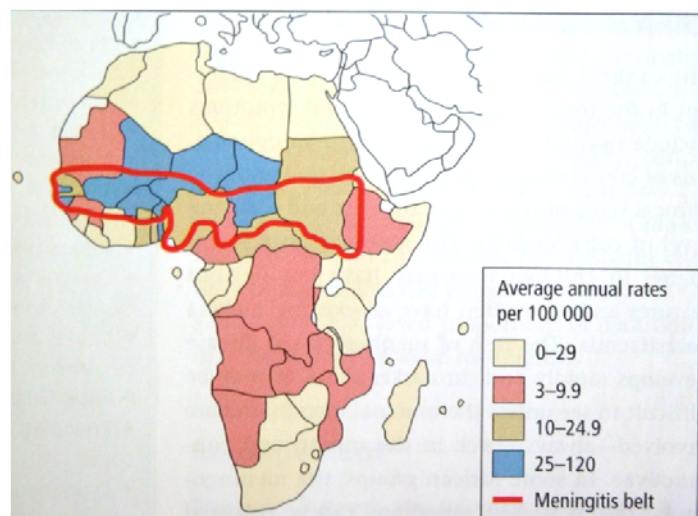 Average annual rates
per 100 000
0–29
3–9.9
10–24.9
25–120
Meningitis belt